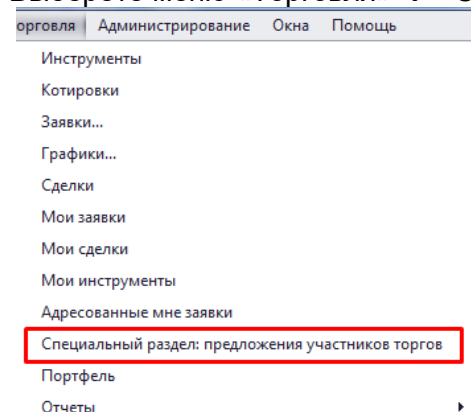 орговля Администрирование Окна Помощь
Инструменты
Котировки
Заявки...
Графики...
Сделки
Мои заявки
Мои сделки
Мои инструменты
Адресованные мне заявки
Специальный раздел: предложения участников торгов
Портфель
Отчеты